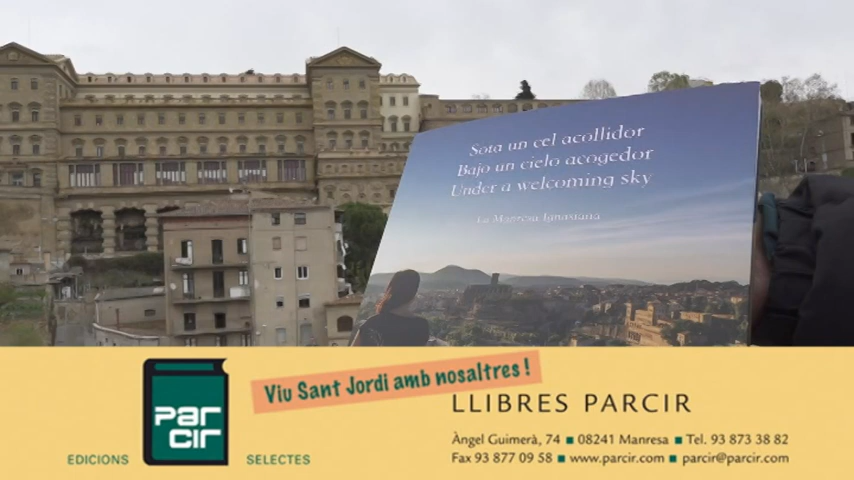 Sota un cel acollidor
Bajo un cielo acogedor
Under a welcoming sky
La Manresa Ignasiana
Viu Sant Jordi amb nosaltres !
Par
cir
EDICIONS
SELECTES
LLIBRES PARCIR
Àngel Guimerà, 74 ■ 08241 Manresa ■ Tel. 93 873 38 82
Fax 93 877 09 58 ■ www.parcir.com ■ parcir@parcir.com